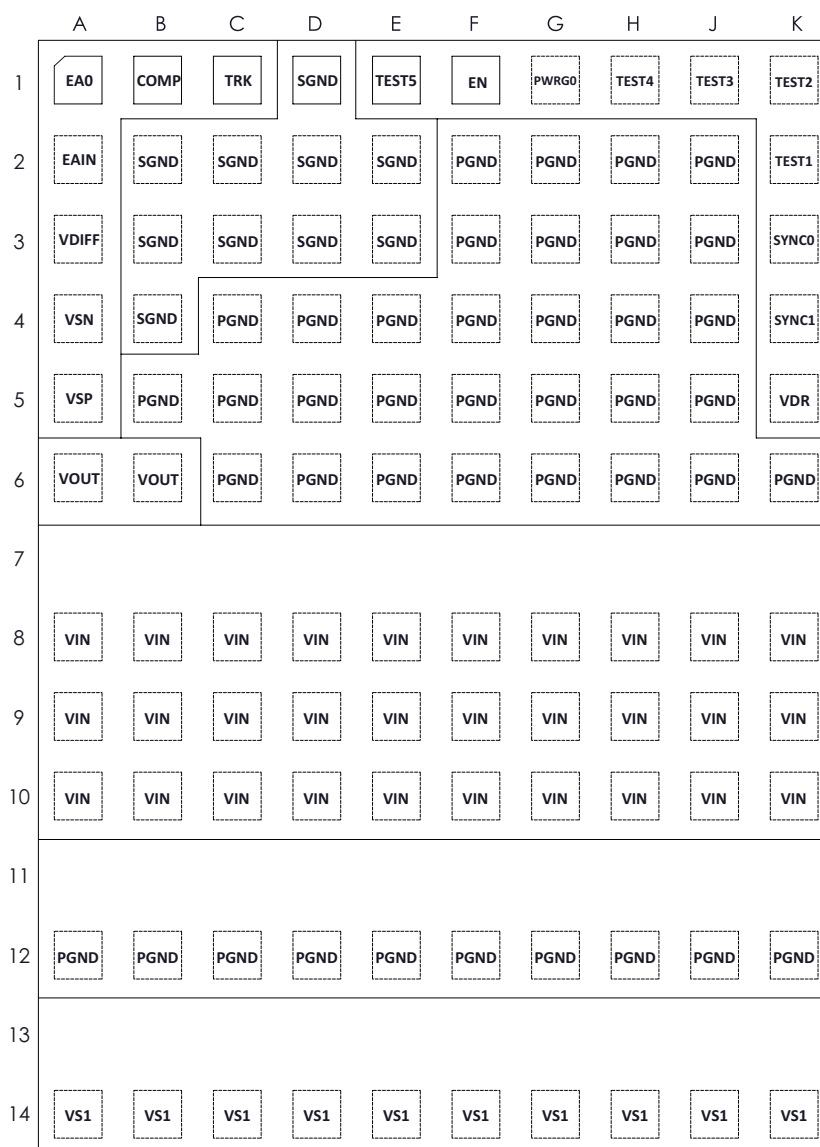 A B C D E F G H J K
1 EA0 COMP TRK SGND TEST5 EN PWRG0 TEST4 TEST3 TEST2
2 EAIN SGND SGND SGND SGND PGND PGND PGND PGND TEST1
3 VDIFF SGND SGND SGND SGND PGND PGND PGND PGND SYNC0
4 VSN SGND PGND PGND PGND PGND PGND PGND PGND SYNC1
5 VSP PGND PGND PGND PGND PGND PGND PGND PGND VDR
6 VOUT VOUT PGND PGND PGND PGND PGND PGND PGND PGND
7
8 VIN VIN VIN VIN VIN VIN VIN VIN VIN VIN
9 VIN VIN VIN VIN VIN VIN VIN VIN VIN VIN
10 VIN VIN VIN VIN VIN VIN VIN VIN VIN VIN
11
12 PGND PGND PGND PGND PGND PGND PGND PGND PGND PGND
13
14 VS1 VS1 VS1 VS1 VS1 VS1 VS1 VS1 VS1 VS1